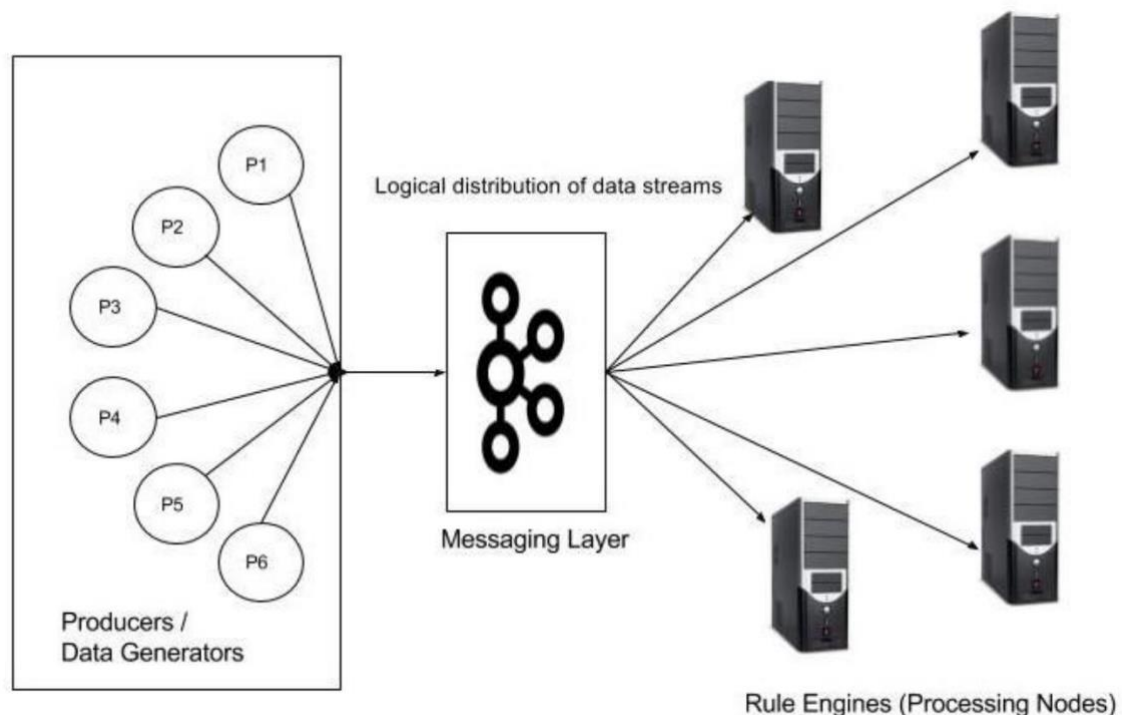 P1
Logical distribution of data streams
P2
P3
P4
P5
P6
Messaging Layer
Producers /
Data Generators
Rule Engines (Processing Nodes)